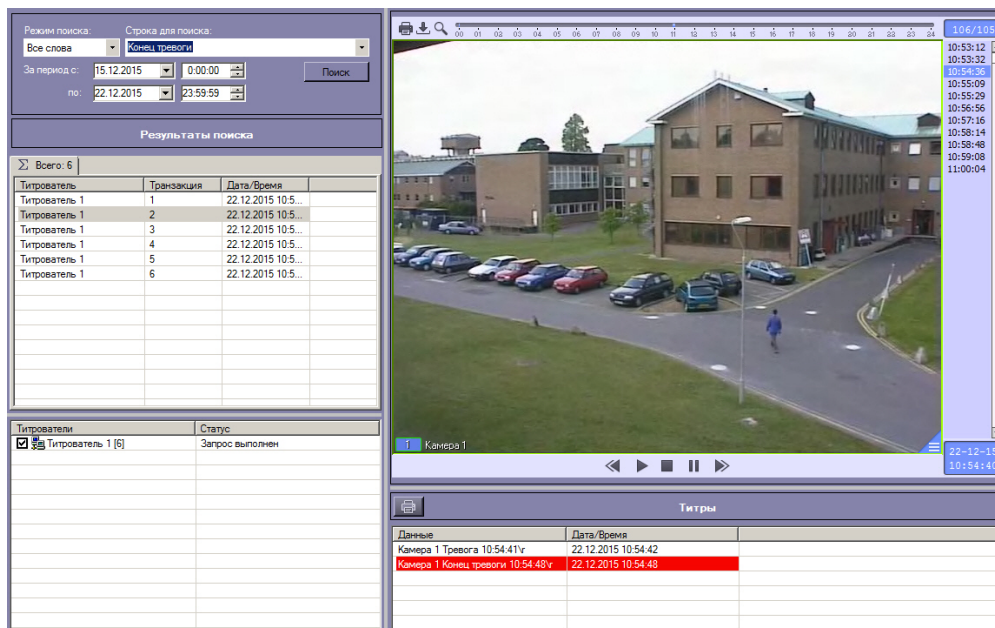 Режим поиска: Строка для поиска:
Все слова Конец тревоги
За период с: 15.12.2015 0:00:00 Поиск
по: 22.12.2015 23:59:59
Результаты поиска
Σ Всего: 6
Титрователь Транзакция Дата/Время
Титрователь 1 1 22.12.2015 10:5...
Титрователь 1 2 22.12.2015 10:5...
Титрователь 1 3 22.12.2015 10:5...
Титрователь 1 4 22.12.2015 10:5...
Титрователь 1 5 22.12.2015 10:5...
Титрователь 1 6 22.12.2015 10:5...
Титрователи Статус
Титрователь 1 [6] Запрос выполнен
00 01 02 03 04 05 06 07 08 09 10 11 12 13 14 15 16 17 18 19 20 21 22 23 24
106/105
10:53:12
10:53:32
10:54:36
10:55:09
10:55:29
10:56:56
10:57:16
10:58:14
10:58:48
10:59:08
11:00:04
1 Камера 1
22-12-15
10:54:40
Титры
Данные Дата/Время
Камера 1 Тревога 10:54:41\r 22.12.2015 10:54:42
Камера 1 Конец тревоги 10:54:48\r 22.12.2015 10:54:48